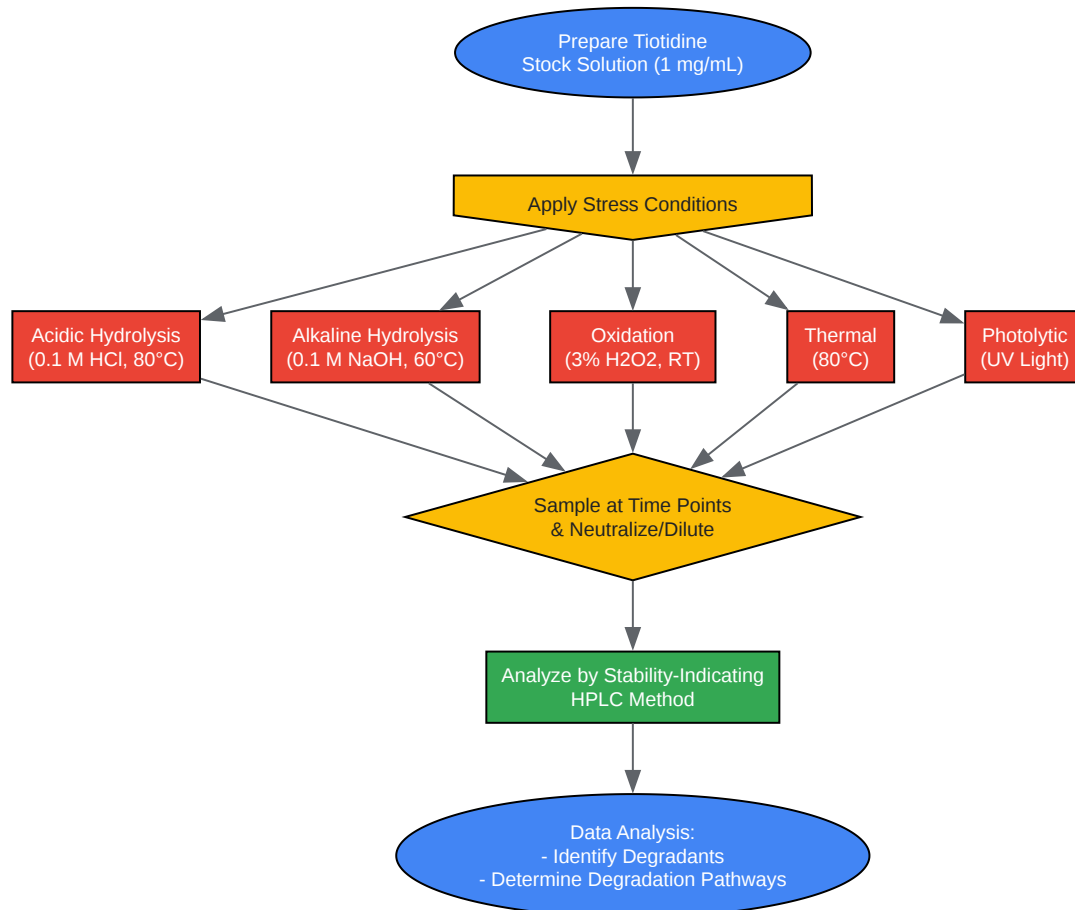 Prepare Tiotidine
Stock Solution (1 mg/mL)
Apply Stress Conditions
Acidic Hydrolysis
(0.1 M HCl, 80°C)
Alkaline Hydrolysis
(0.1 M NaOH, 60°C)
Oxidation
(3% H2O2, RT)
Thermal
(80°C)
Photolytic
(UV Light)
Sample at Time Points
& Neutralize/Dilute
Analyze by Stability-Indicating
HPLC Method
Data Analysis:
- Identify Degradants
- Determine Degradation Pathways